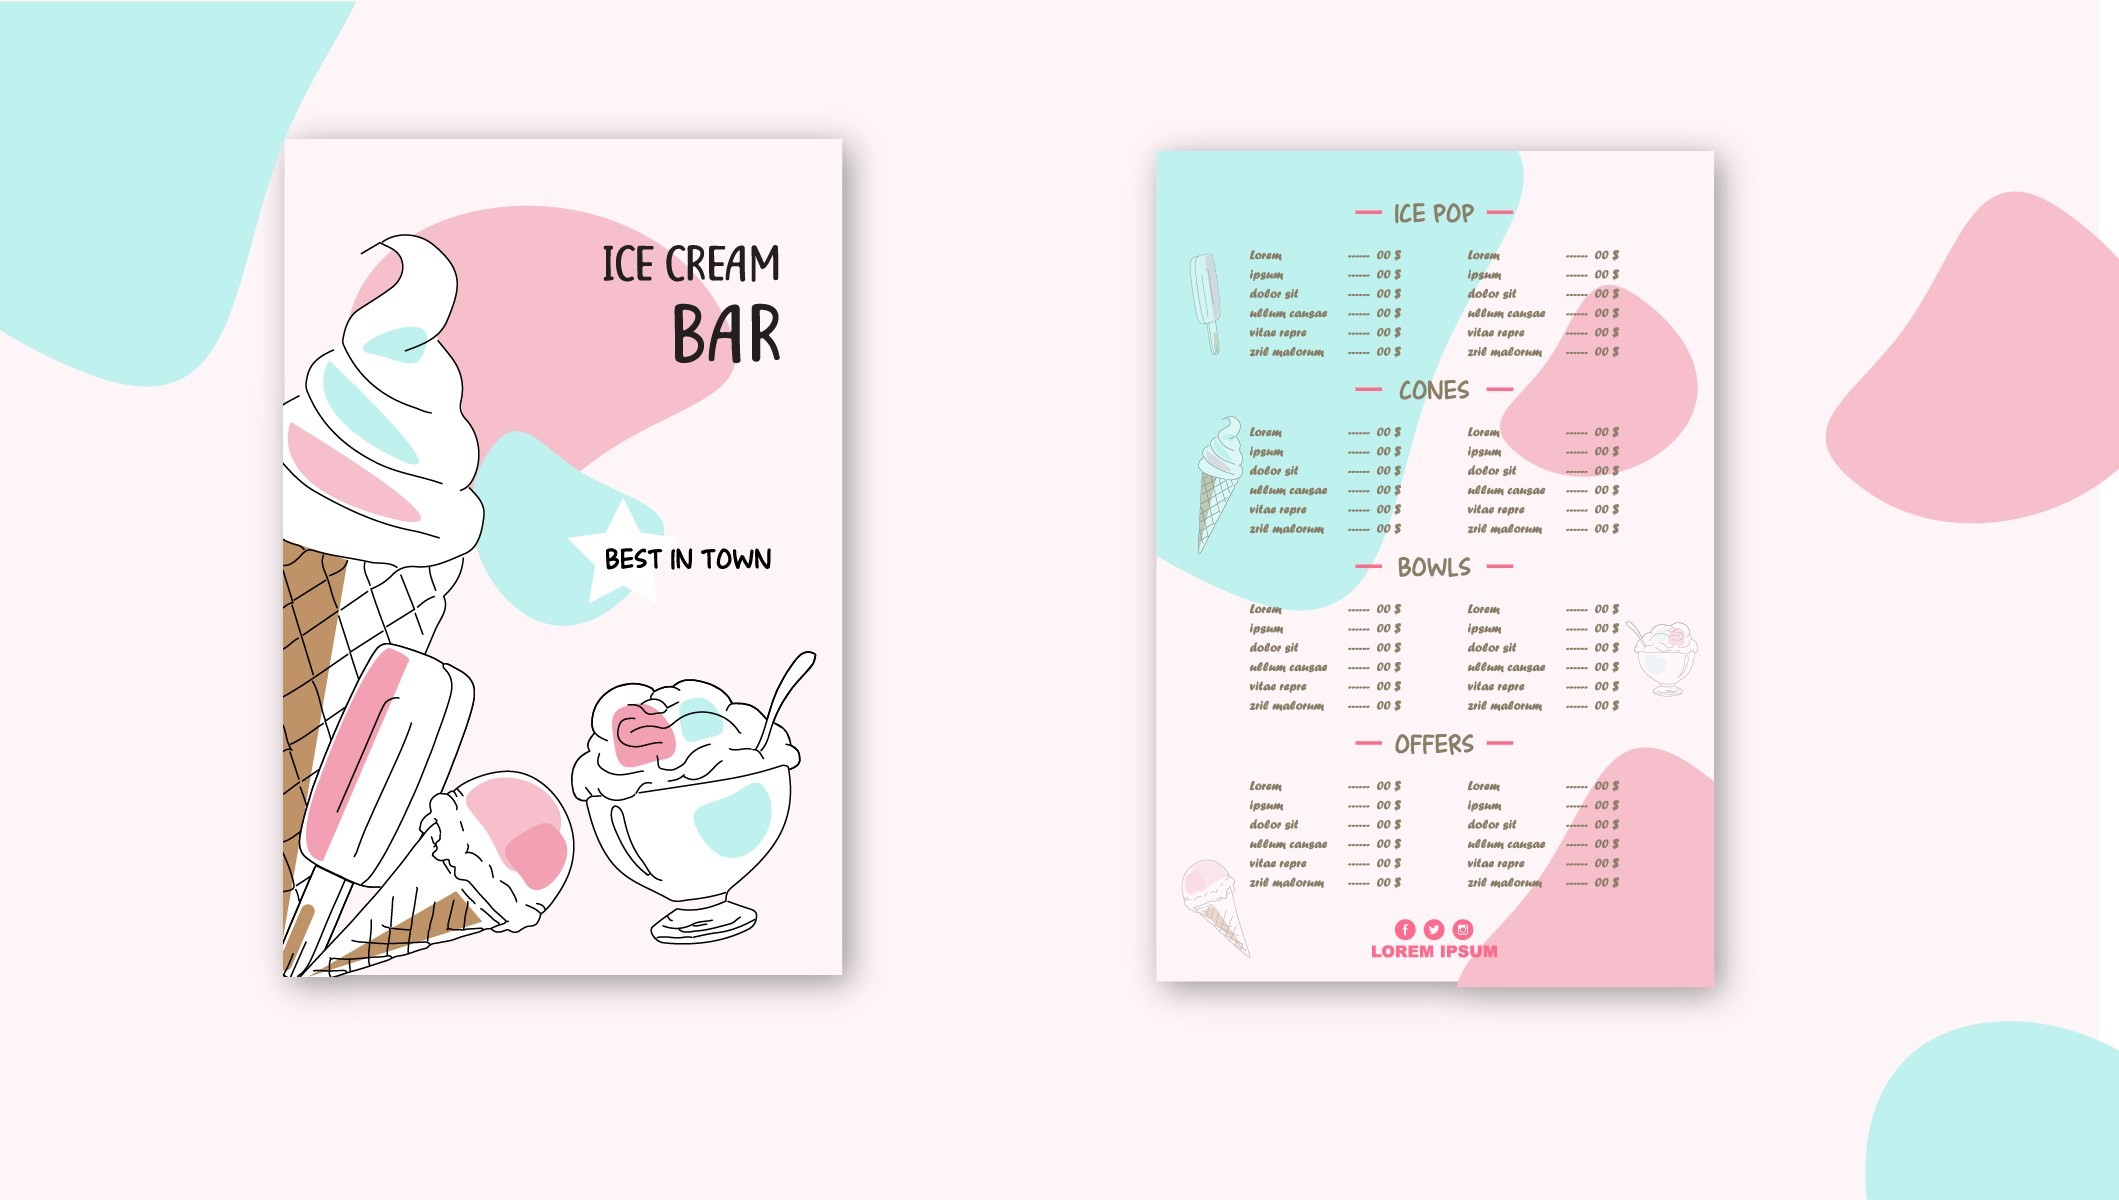 ICE CREAM
BAR
BEST IN TOWN
ICE POP
Lorem ------ 00 $ Lorem ------ 00 $
ipsum ------ 00 $ ipsum ------ 00 $
dolor sit ------ 00 $ dolor sit ------ 00 $
ullum causae ------ 00 $ ullum causae ------ 00 $
vitae repre ------ 00 $ vitae repre ------ 00 $
zril malorum ------ 00 $ zril malorum ------ 00 $
CONES
Lorem ------ 00 $ Lorem ------ 00 $
ipsum ------ 00 $ ipsum ------ 00 $
dolor sit ------ 00 $ dolor sit ------ 00 $
ullum causae ------ 00 $ ullum causae ------ 00 $
vitae repre ------ 00 $ vitae repre ------ 00 $
zril malorum ------ 00 $ zril malorum ------ 00 $
BOWLS
Lorem ------ 00 $ Lorem ------ 00 $
ipsum ------ 00 $ ipsum ------ 00 $
dolor sit ------ 00 $ dolor sit ------ 00 $
ullum causae ------ 00 $ ullum causae ------ 00 $
vitae repre ------ 00 $ vitae repre ------ 00 $
zril malorum ------ 00 $ zril malorum ------ 00 $
OFFERS
Lorem ------ 00 $ Lorem ------ 00 $
ipsum ------ 00 $ ipsum ------ 00 $
dolor sit ------ 00 $ dolor sit ------ 00 $
ullum causae ------ 00 $ ullum causae ------ 00 $
vitae repre ------ 00 $ vitae repre ------ 00 $
zril malorum ------ 00 $ zril malorum ------ 00 $
LOREM IPSUM